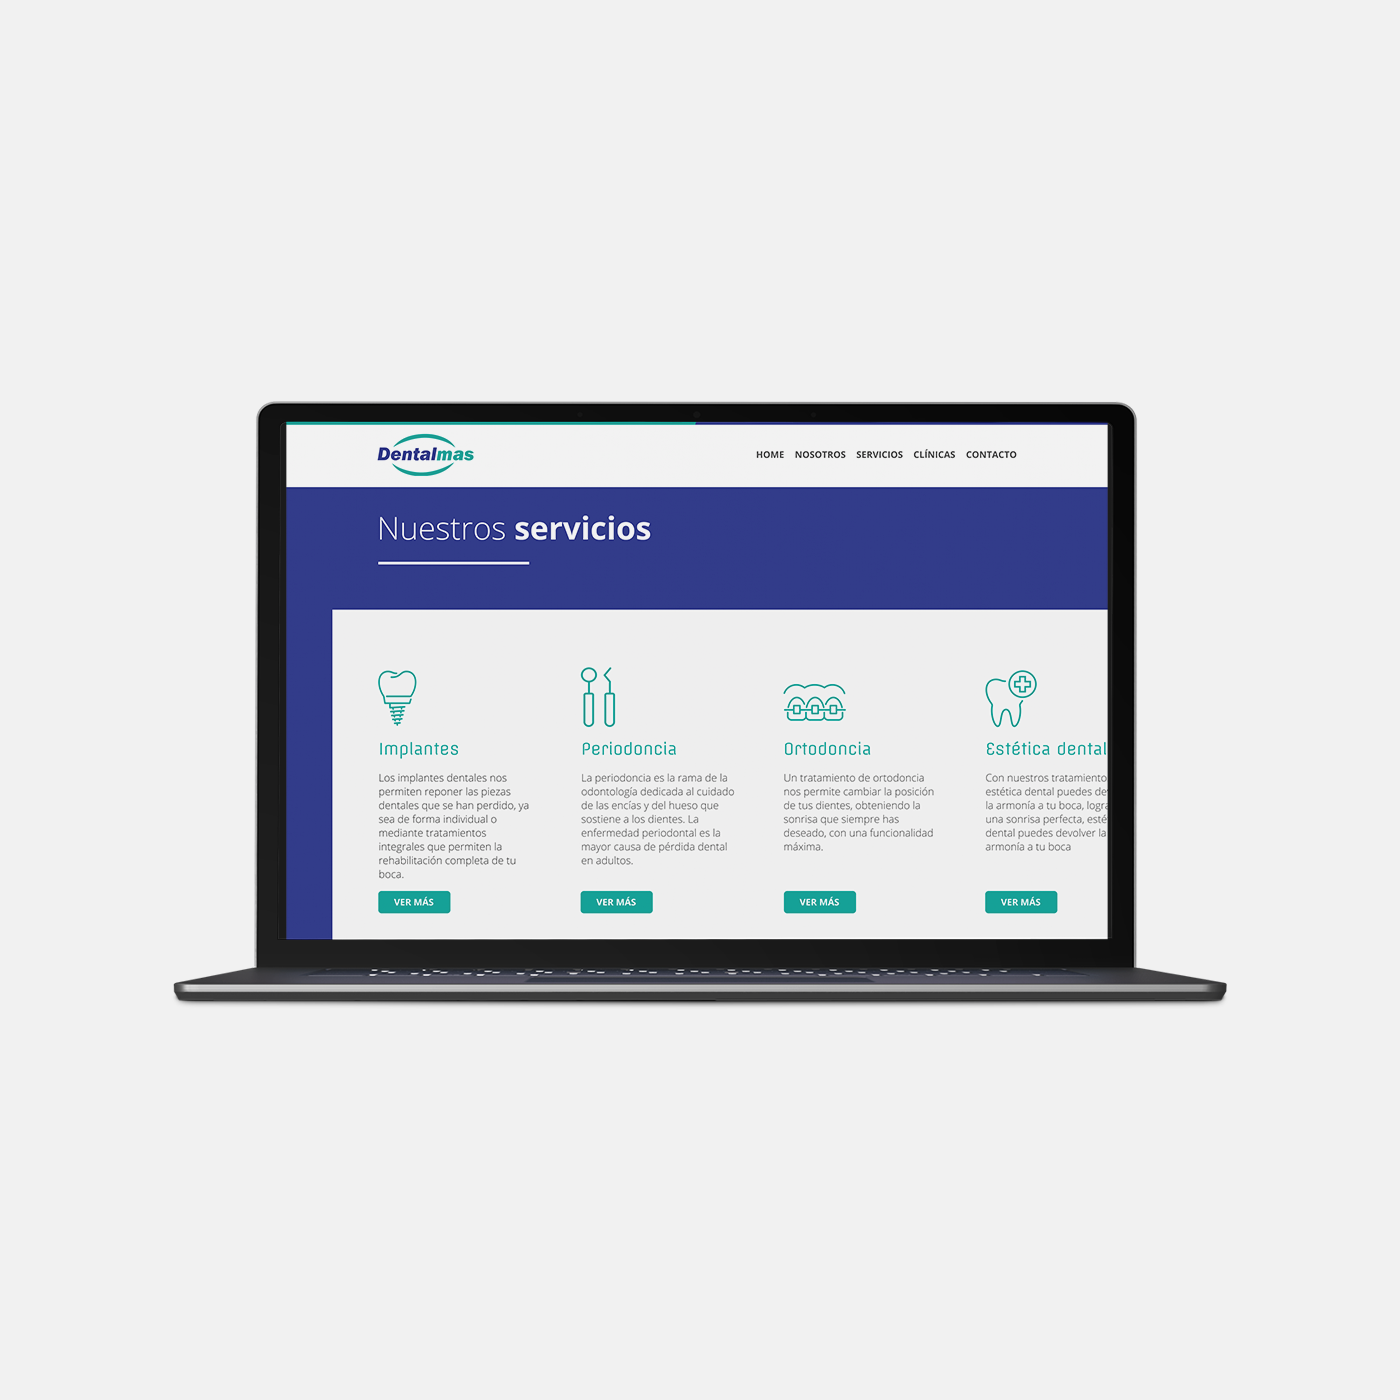 Dentalmas
HOME NOSOTROS SERVICIOS CLÍNICAS CONTACTO
Nuestros servicios
Implantes
Los implantes dentales nos
permiten reponer las piezas
dentales que se han perdido, ya
sea de forma individual o
mediante tratamientos
integrales que permiten la
rehabilitación completa de tu
boca.
VER MÁS
Periodoncia
La periodoncia es la rama de la
odontología dedicada al cuidado
de las encías y del hueso que
sostiene a los dientes. La
enfermedad periodontal es la
mayor causa de pérdida dental
en adultos.
VER MÁS
Ortodoncia
Un tratamiento de ortodoncia
nos permite cambiar la posición
de tus dientes, obteniendo la
sonrisa que siempre has
deseado, con una funcionalidad
máxima.
VER MÁS
Estética dental
Con nuestros tratamiento
estética dental puedes de
la armonía a tu boca, logra
una sonrisa perfecta, esté
dental puedes devolver la
armonía a tu boca
VER MÁS